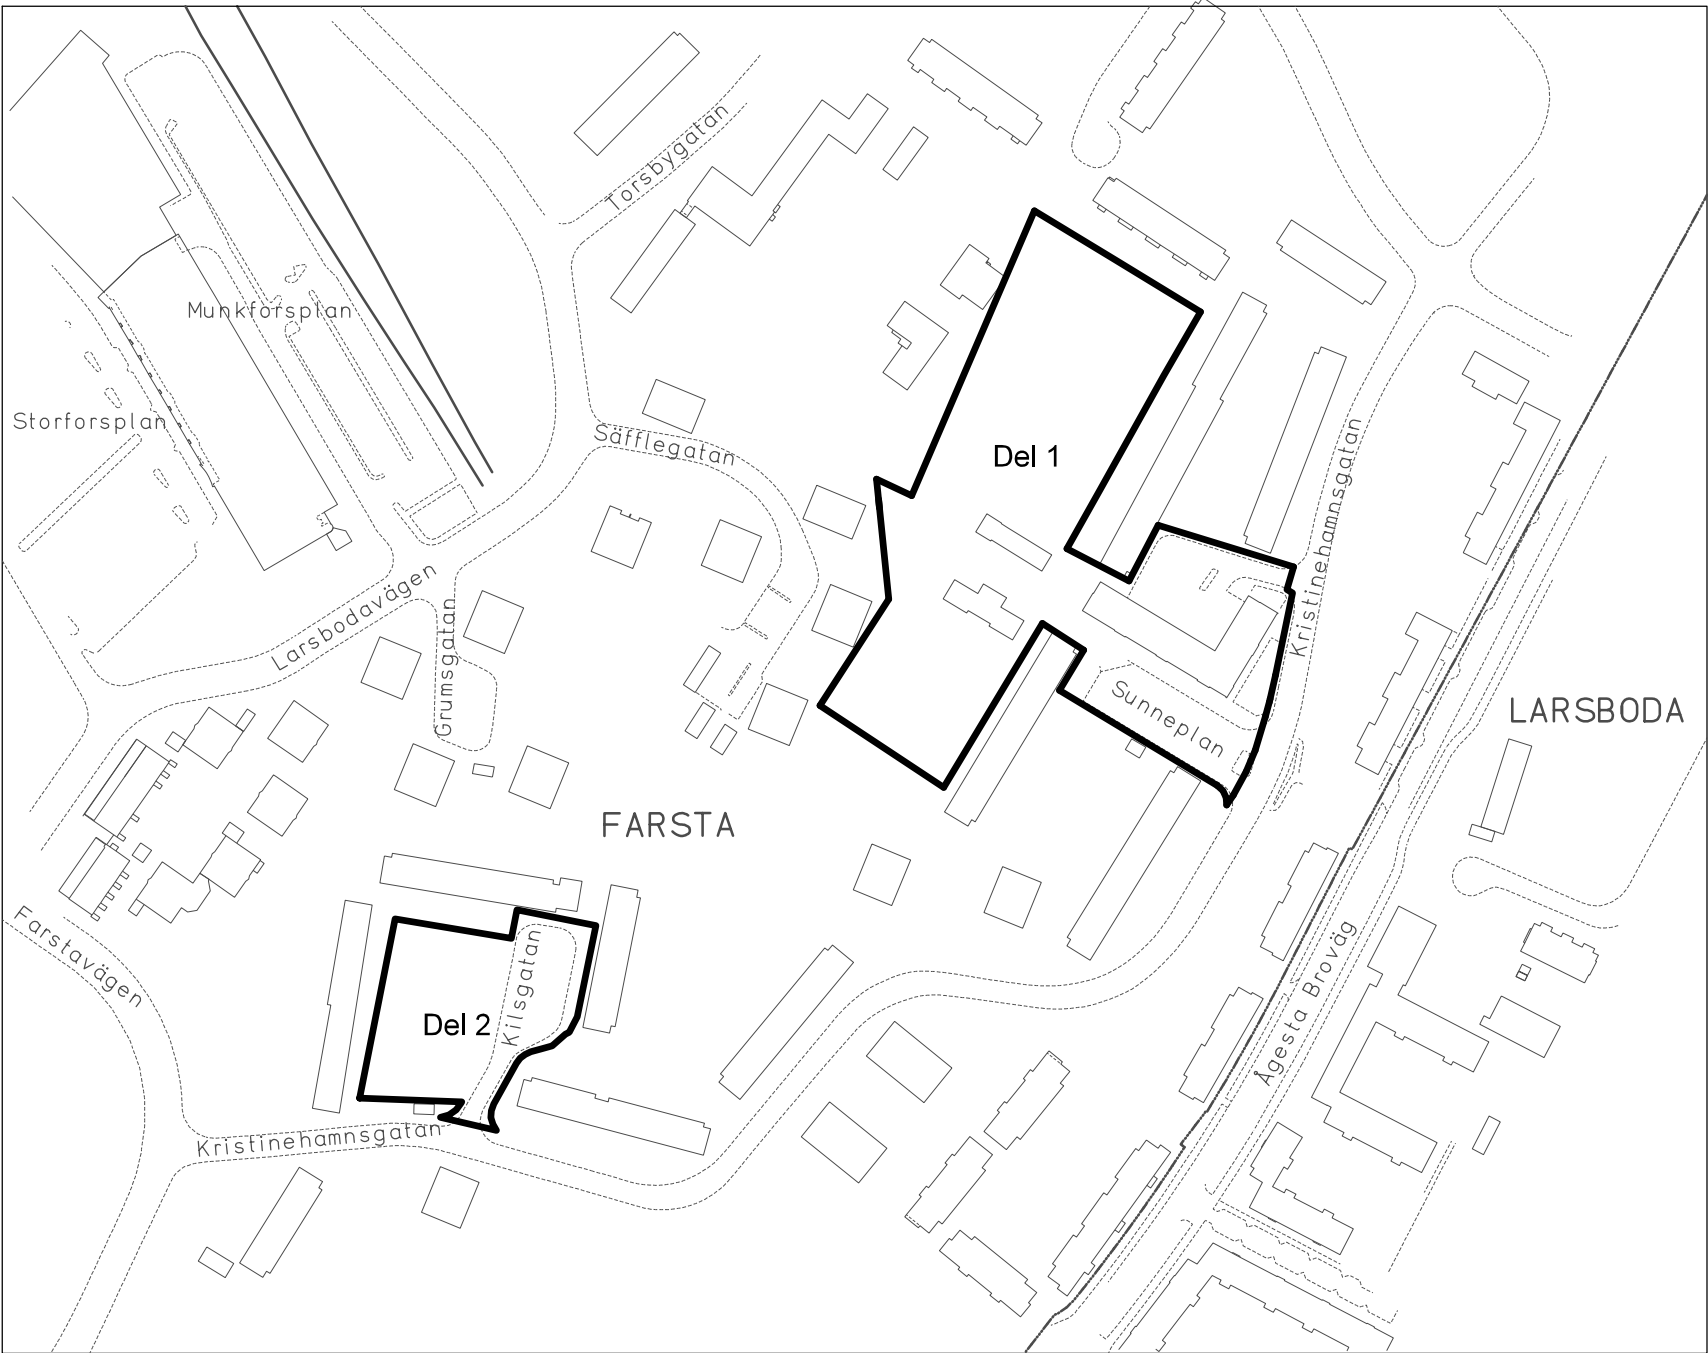 Torsbygatan
Munkforsplan
Storforsplan
Säfflegatan
Del 1
Kristinehamnsgatan
Larsbodavägen
Grumsgatan
Sunneplan
LARSBODA
FARSTA
Farstavägen
Kilsgatan
Del 2
Ågesta Broväg
Kristinehamnsgatan